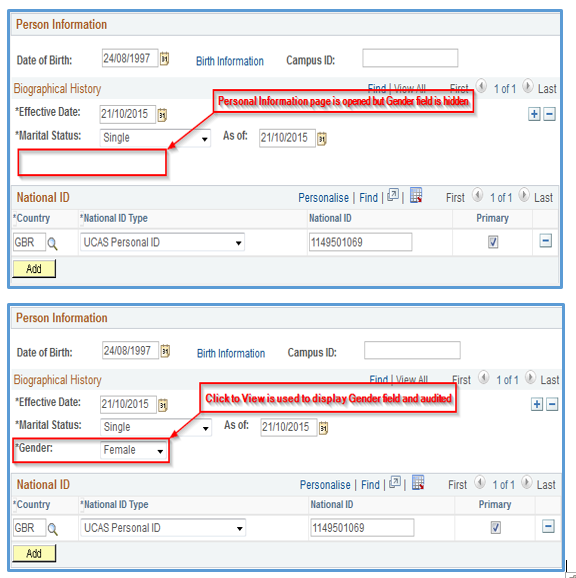 Person Information
Date of Birth: 24/08/1997 31 Birth Information Campus ID:
Biographical History Find | View All First 1 of 1 Last
Personal Information page is opened but Gender field is hidden
*Effective Date: 21/10/2015 31
*Marital Status: Single As of: 21/10/2015 31
National ID Personalise | Find | First 1 of 1 Last
*Country *National ID Type National ID Primary
GBR UCAS Personal ID 1149501069
Add
Person Information
Date of Birth: 24/08/1997 31 Birth Information Campus ID:
Biographical History Find | View All First 1 of 1 Last
Click to View is used to display Gender field and audited
*Effective Date: 21/10/2015 31
*Marital Status: Single As of: 21/10/2015 31
*Gender: Female
National ID Personalise | Find | First 1 of 1 Last
*Country *National ID Type National ID Primary
GBR UCAS Personal ID 1149501069
Add